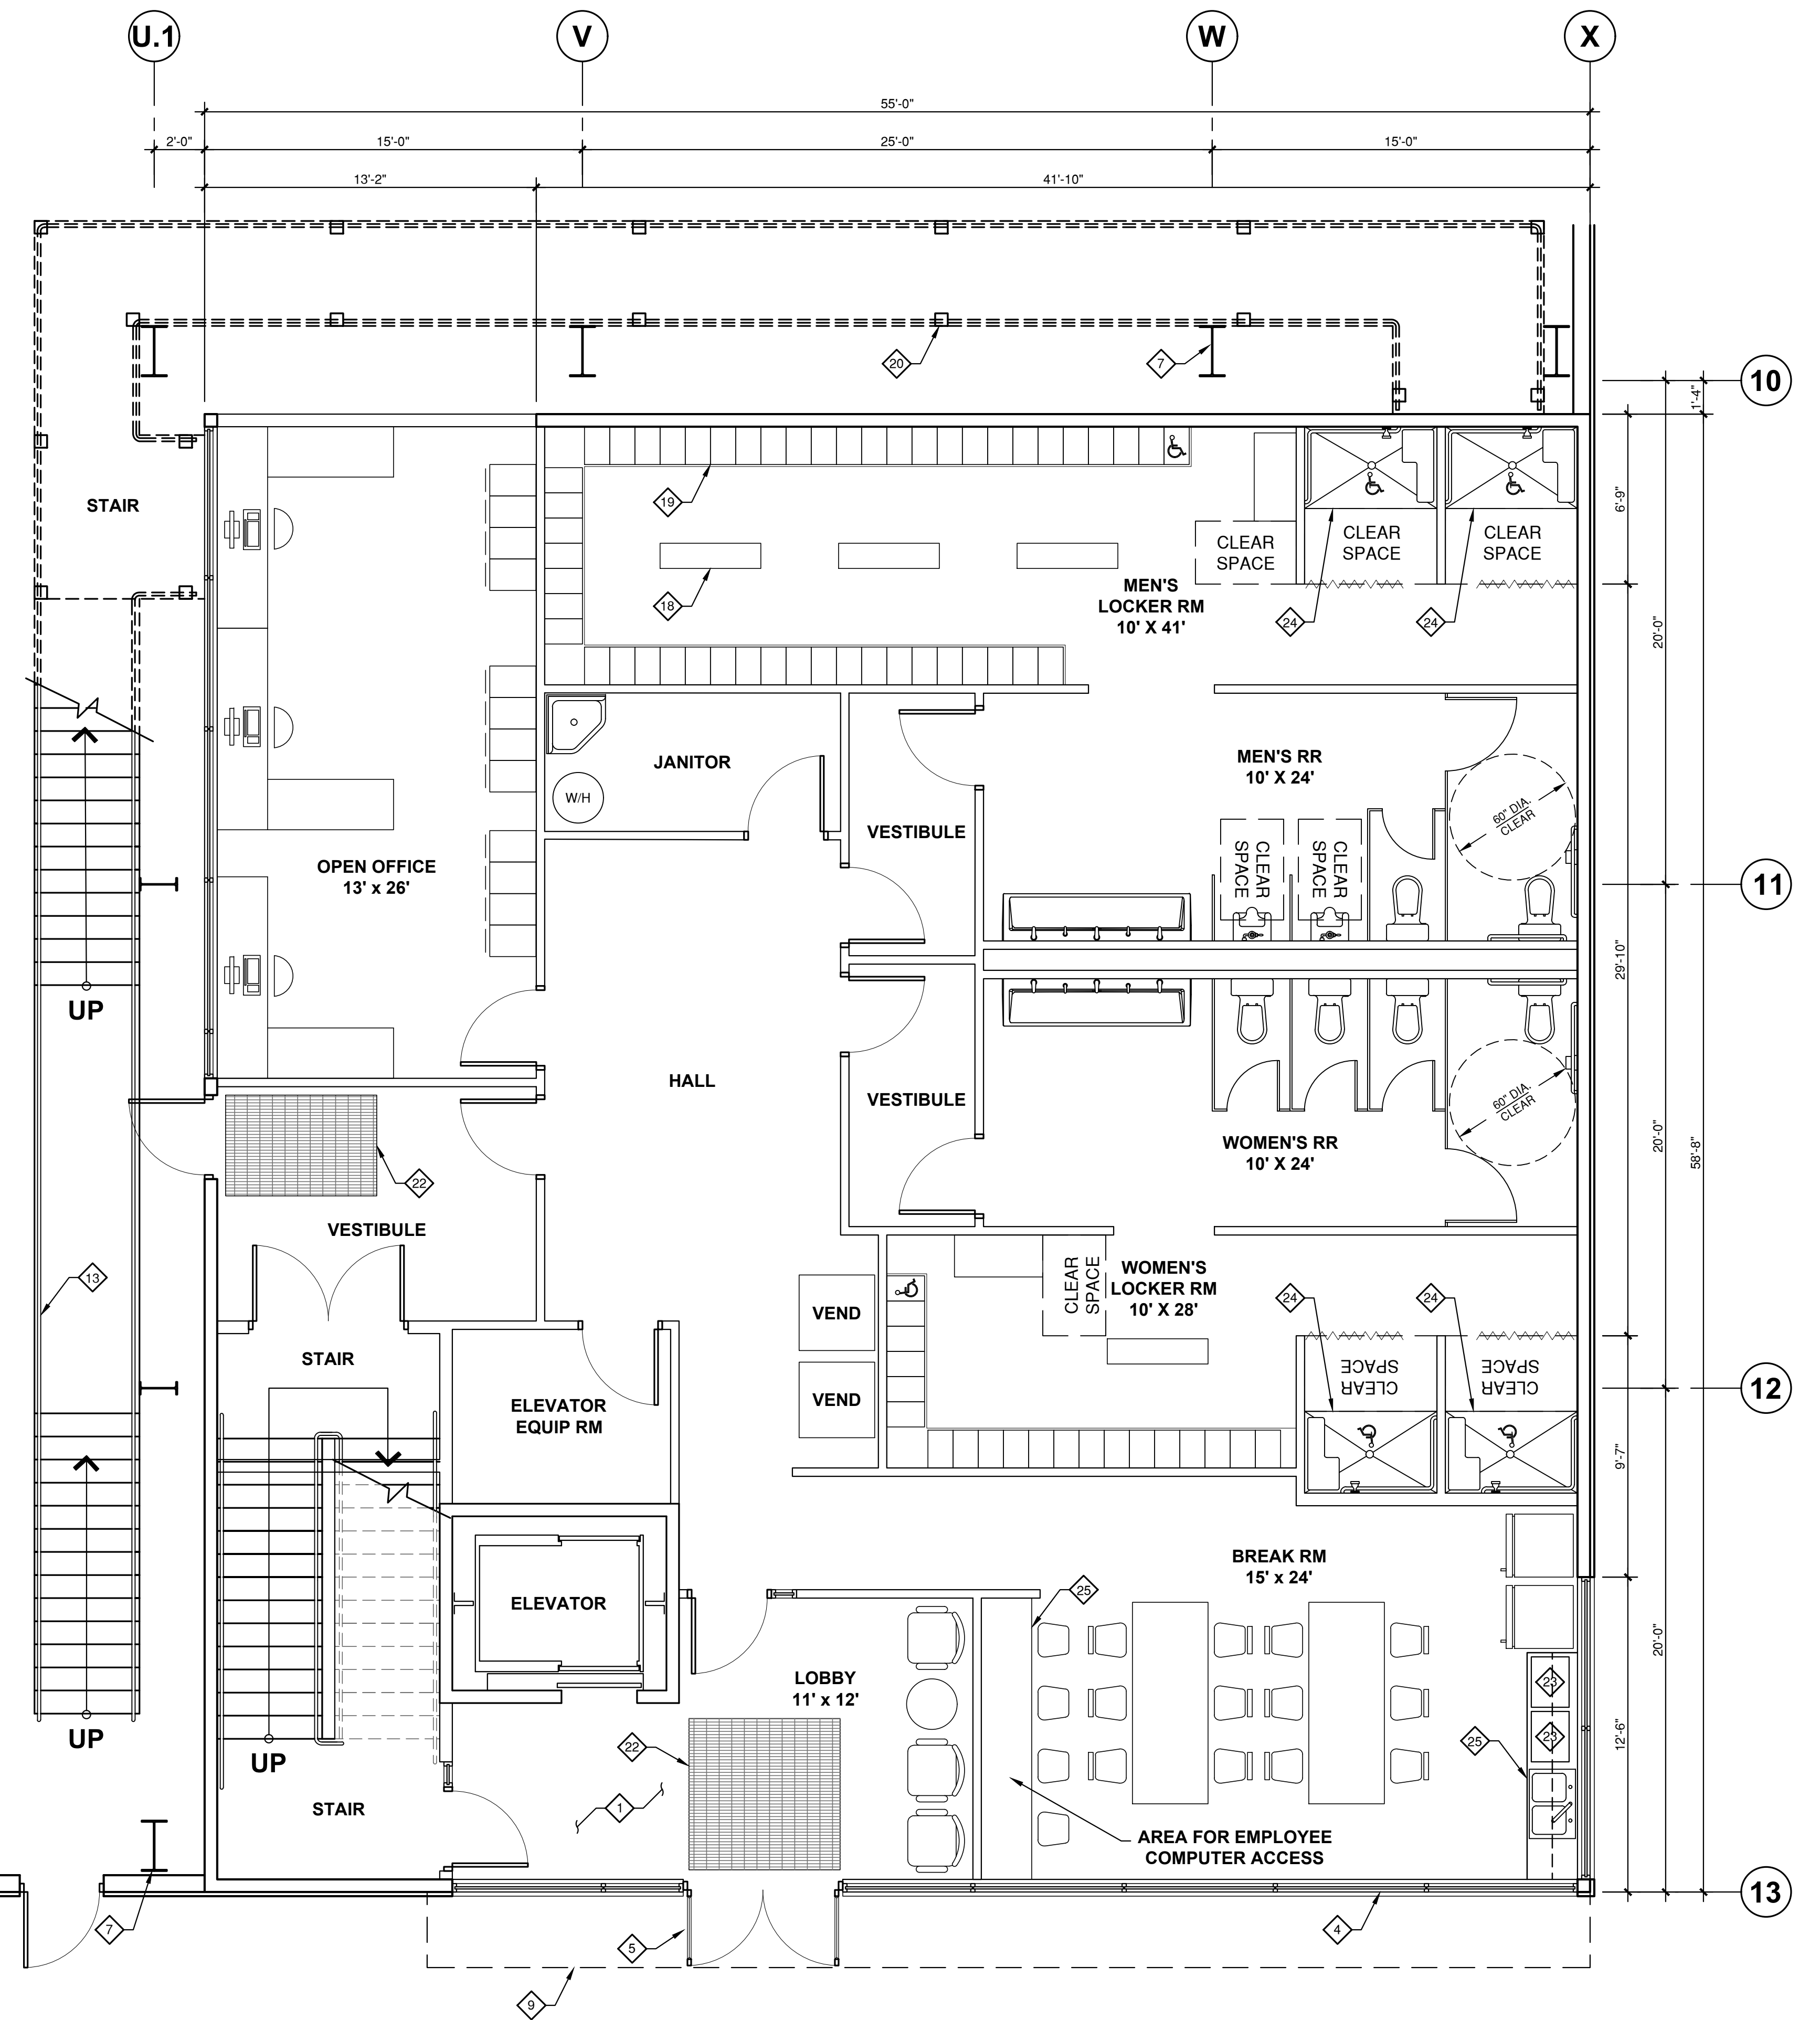 U.1
V
W
X
55'-0"
2'-0"
15'-0"
25'-0"
15'-0"
13'-2"
41'-10"
20
7
10
1'-4"
STAIR
19
18
MEN'S
LOCKER RM
10' X 41'
CLEAR
SPACE
CLEAR
SPACE
CLEAR
SPACE
24
24
6'-9"
20'-0"
JANITOR
W/H
VESTIBULE
MEN'S RR
10' X 24'
60" DIA.
CLEAR
CLEAR
SPACE
CLEAR
SPACE
OPEN OFFICE
13' x 26'
11
UP
29'-10"
HALL
VESTIBULE
60" DIA.
CLEAR
WOMEN'S RR
10' X 24'
20'-0"
58'-8"
22
VESTIBULE
13
VEND
VEND
CLEAR
SPACE
WOMEN'S
LOCKER RM
10' X 28'
24
24
CLEAR
SPACE
CLEAR
SPACE
STAIR
12
ELEVATOR
EQUIP RM
9'-7"
BREAK RM
15' x 24'
25
ELEVATOR
LOBBY
11' x 12'
20'-0"
23
23
25
12'-6"
UP
UP
22
1
STAIR
AREA FOR EMPLOYEE
COMPUTER ACCESS
13
7
5
4
9